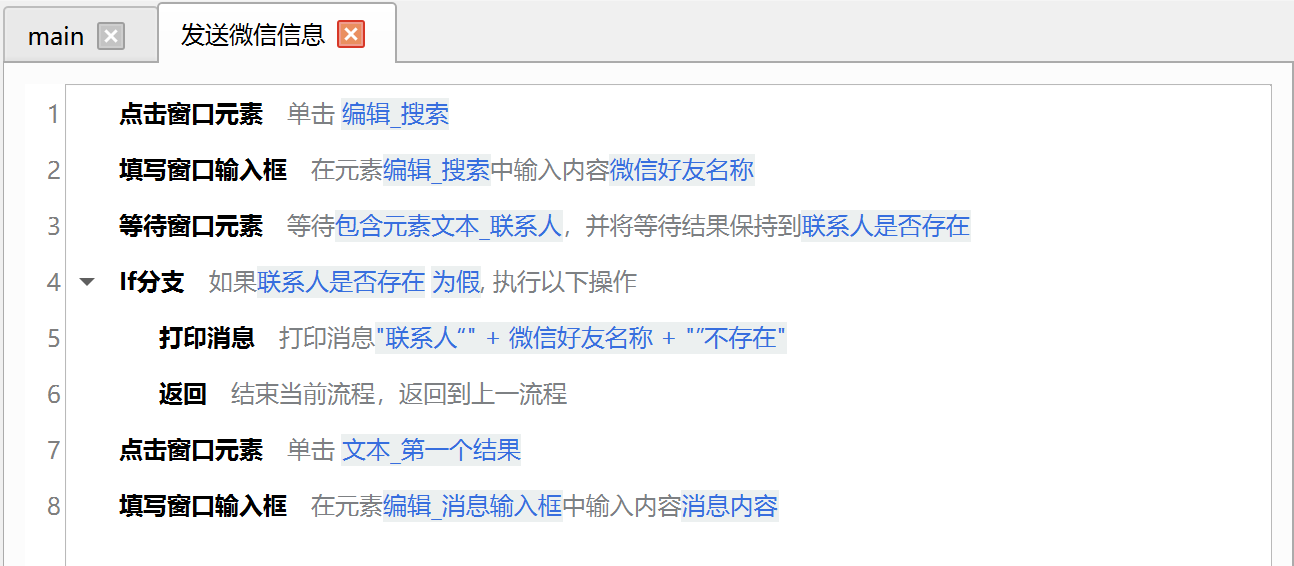 main
发送微信信息
1 点击窗口元素 单击 编辑_搜索
2 填写窗口输入框 在元素编辑_搜索中输入内容微信好友名称
3 等待窗口元素 等待包含元素文本_联系人，并将等待结果保持到联系人是否存在
4 If分支 如果联系人是否存在 为假, 执行以下操作
5 打印消息 打印消息"联系人“" + 微信好友名称 + "”不存在"
6 返回 结束当前流程，返回到上一流程
7 点击窗口元素 单击 文本_第一个结果
8 填写窗口输入框 在元素编辑_消息输入框中输入内容消息内容